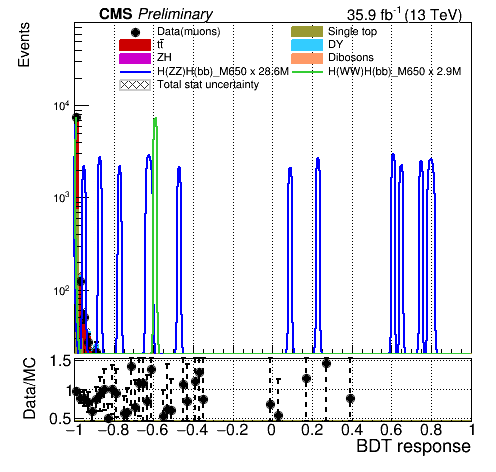 CMS Preliminary 35.9 fb⁻¹ (13 TeV)
Events
Data(muons) Single top
tt̄ DY
ZH Dibosons
H(ZZ)H(bb)_M650 x 28.6M H(WW)H(bb)_M650 x 2.9M
Total stat uncertainty
10⁴
10³
10²
Data/MC
1.5
1
0.5
−1 −0.8 −0.6 −0.4 −0.2 0 0.2 0.4 0.6 0.8 1
BDT response